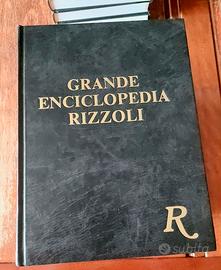 GRANDE
ENCICLOPEDIA
RIZZOLI
R
subito